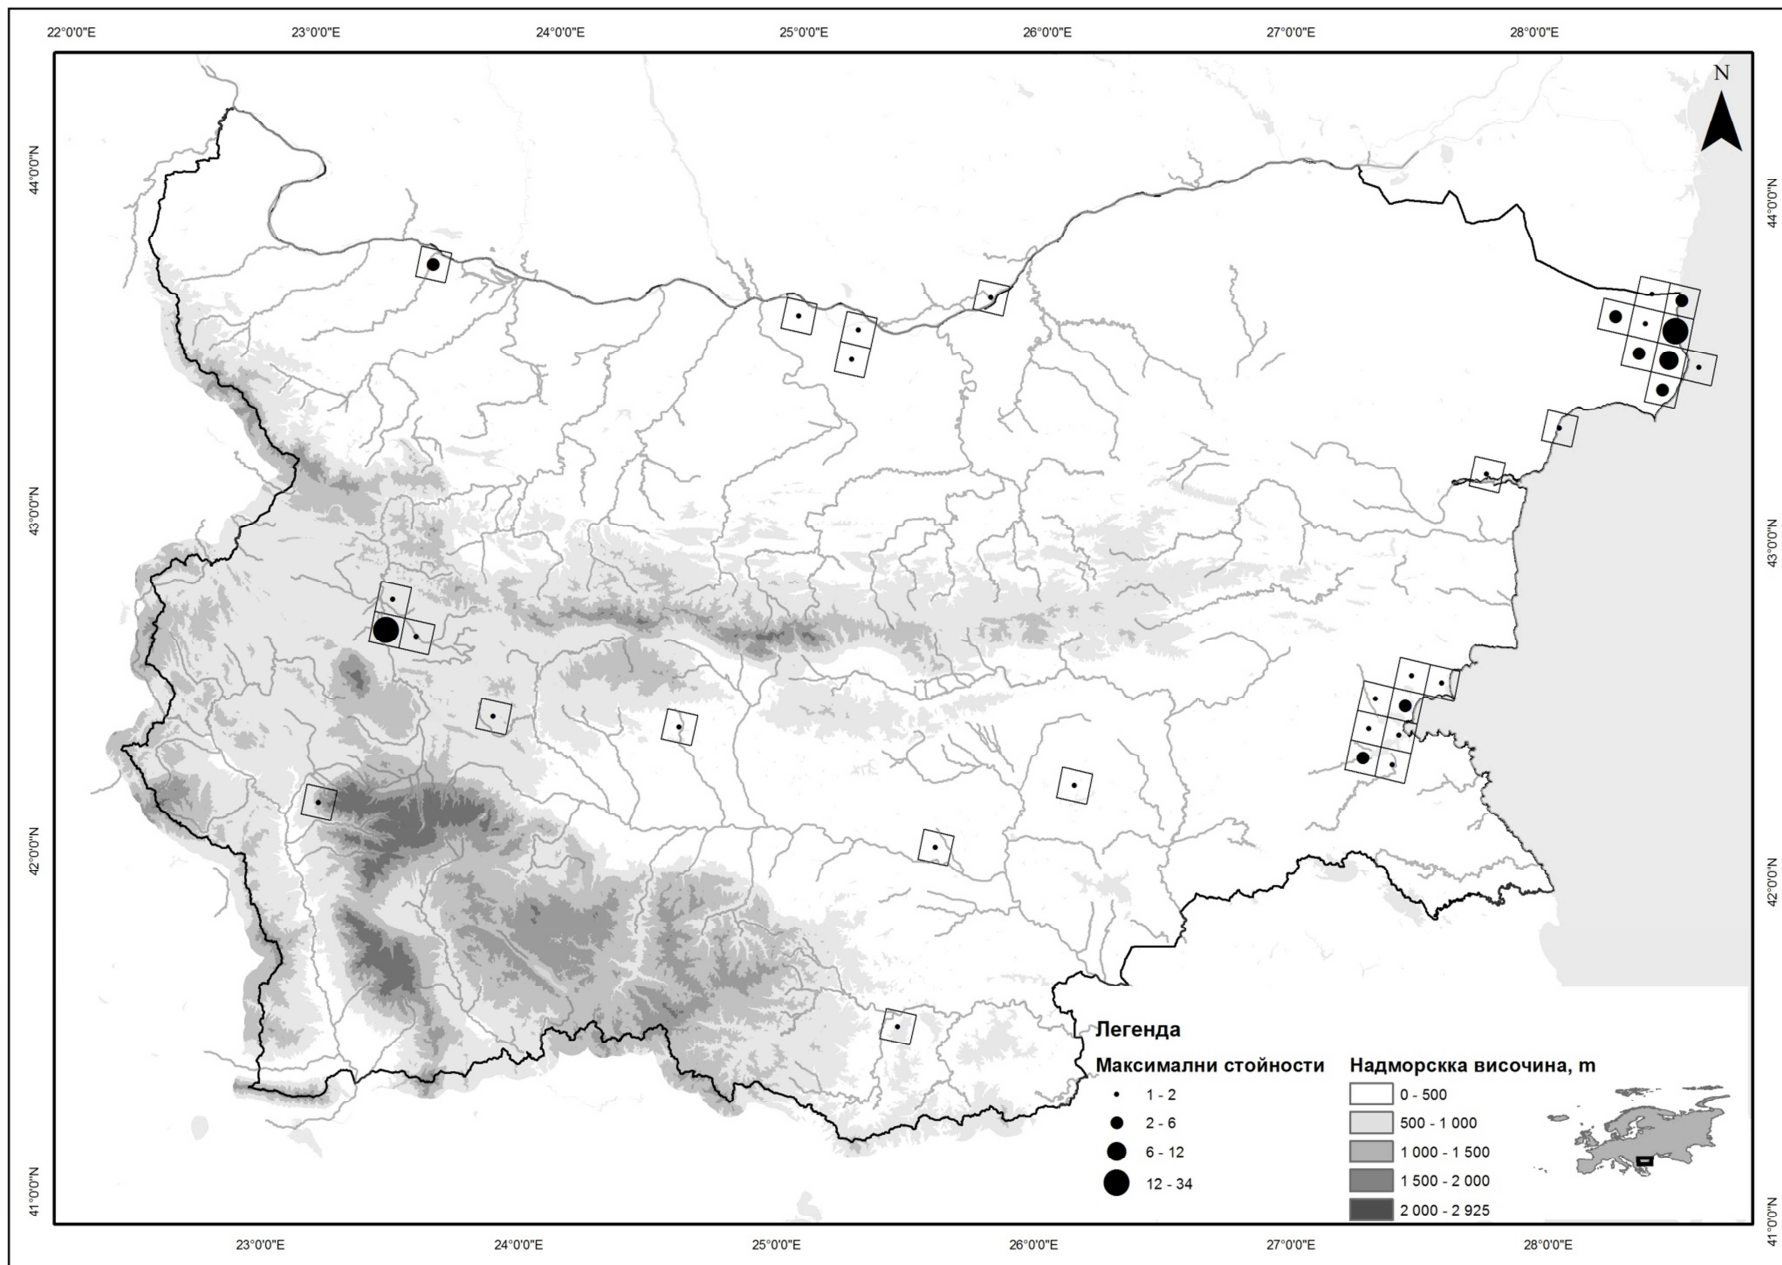 22°0'0"E 23°0'0"E 24°0'0"E 25°0'0"E 26°0'0"E 27°0'0"E 28°0'0"E
N
44°0'0"N
44°0'0"N
43°0'0"N
43°0'0"N
42°0'0"N
42°0'0"N
41°0'0"N
41°0'0"N
Легенда
Максимални стойности
1 - 2
2 - 6
6 - 12
12 - 34
Надморскка височина, m
0 - 500
500 - 1 000
1 000 - 1 500
1 500 - 2 000
2 000 - 2 925
23°0'0"E 24°0'0"E 25°0'0"E 26°0'0"E 27°0'0"E 28°0'0"E